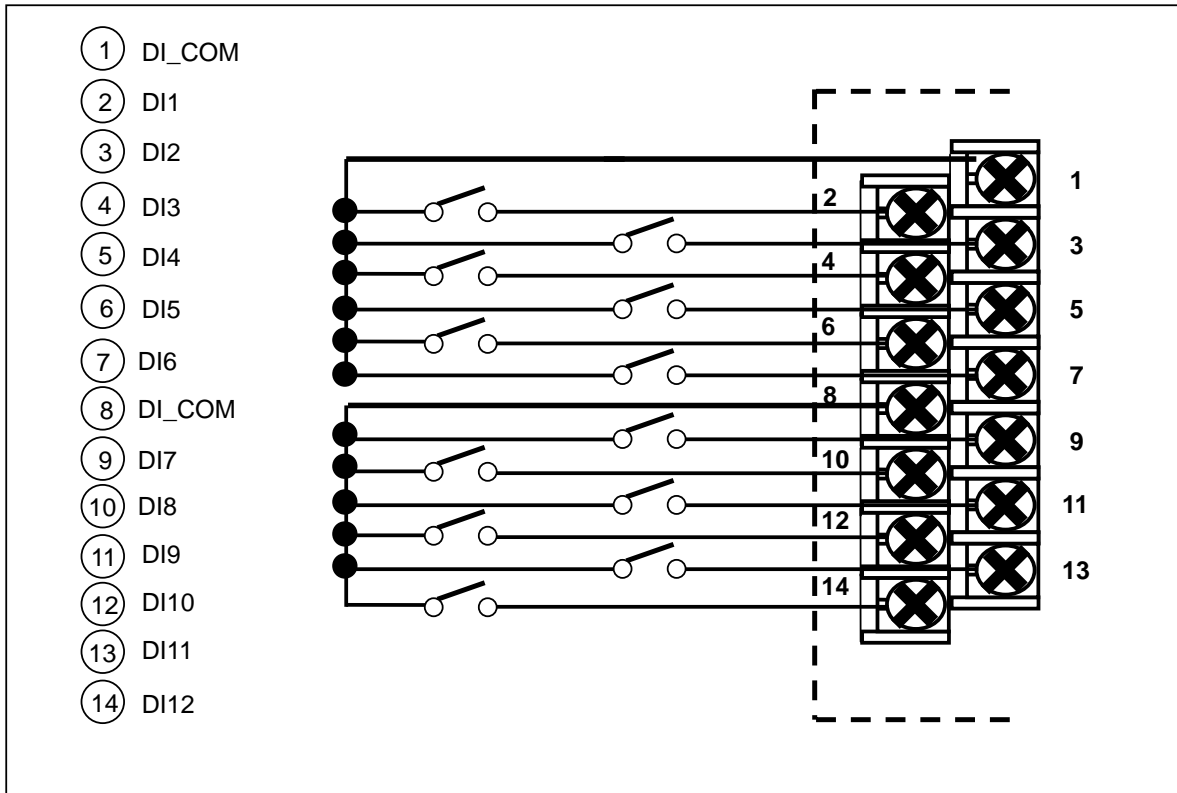 1 DI_COM
2 DI1
3 DI2
4 DI3
5 DI4
6 DI5
7 DI6
8 DI_COM
9 DI7
10 DI8
11 DI9
12 DI10
13 DI11
14 DI12
1
2
3
4
5
6
7
8
9
10
11
12
13
14